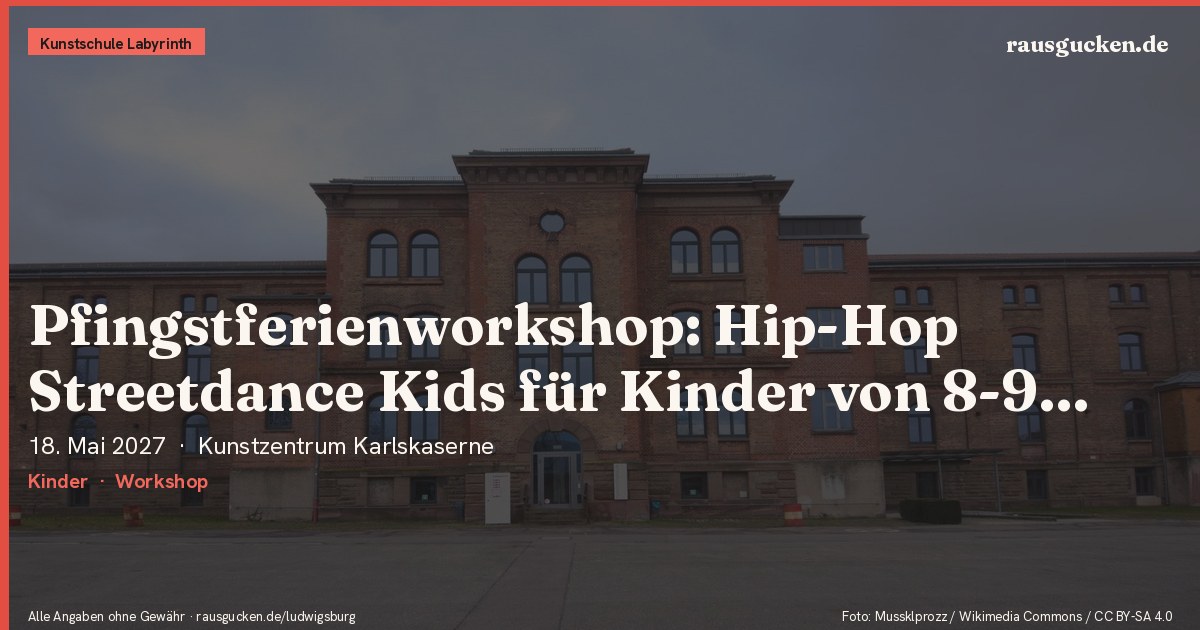 Kunstschule Labyrinth
rausgucken.de
Pfingstferienworkshop: Hip-Hop
Streetdance Kids für Kinder von 8-9...
18. Mai 2027 · Kunstzentrum Karlskaserne
Kinder · Workshop
Alle Angaben ohne Gewähr · rausgucken.de/ludwigsburg
Foto: Mussklprozz / Wikimedia Commons / CC BY-SA 4.0